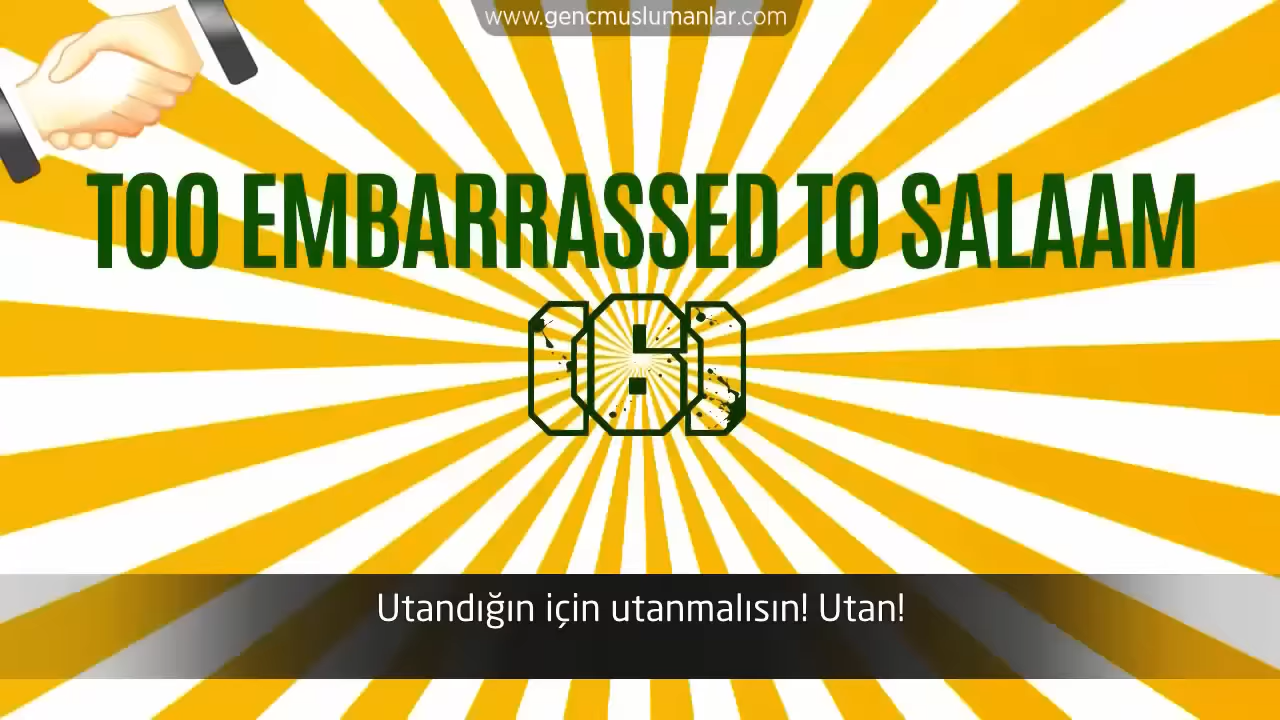 www.gencmuslumanlar.com
TOO EMBARRASSED TO SALAAM
Utandığın için utanmalısın! Utan!